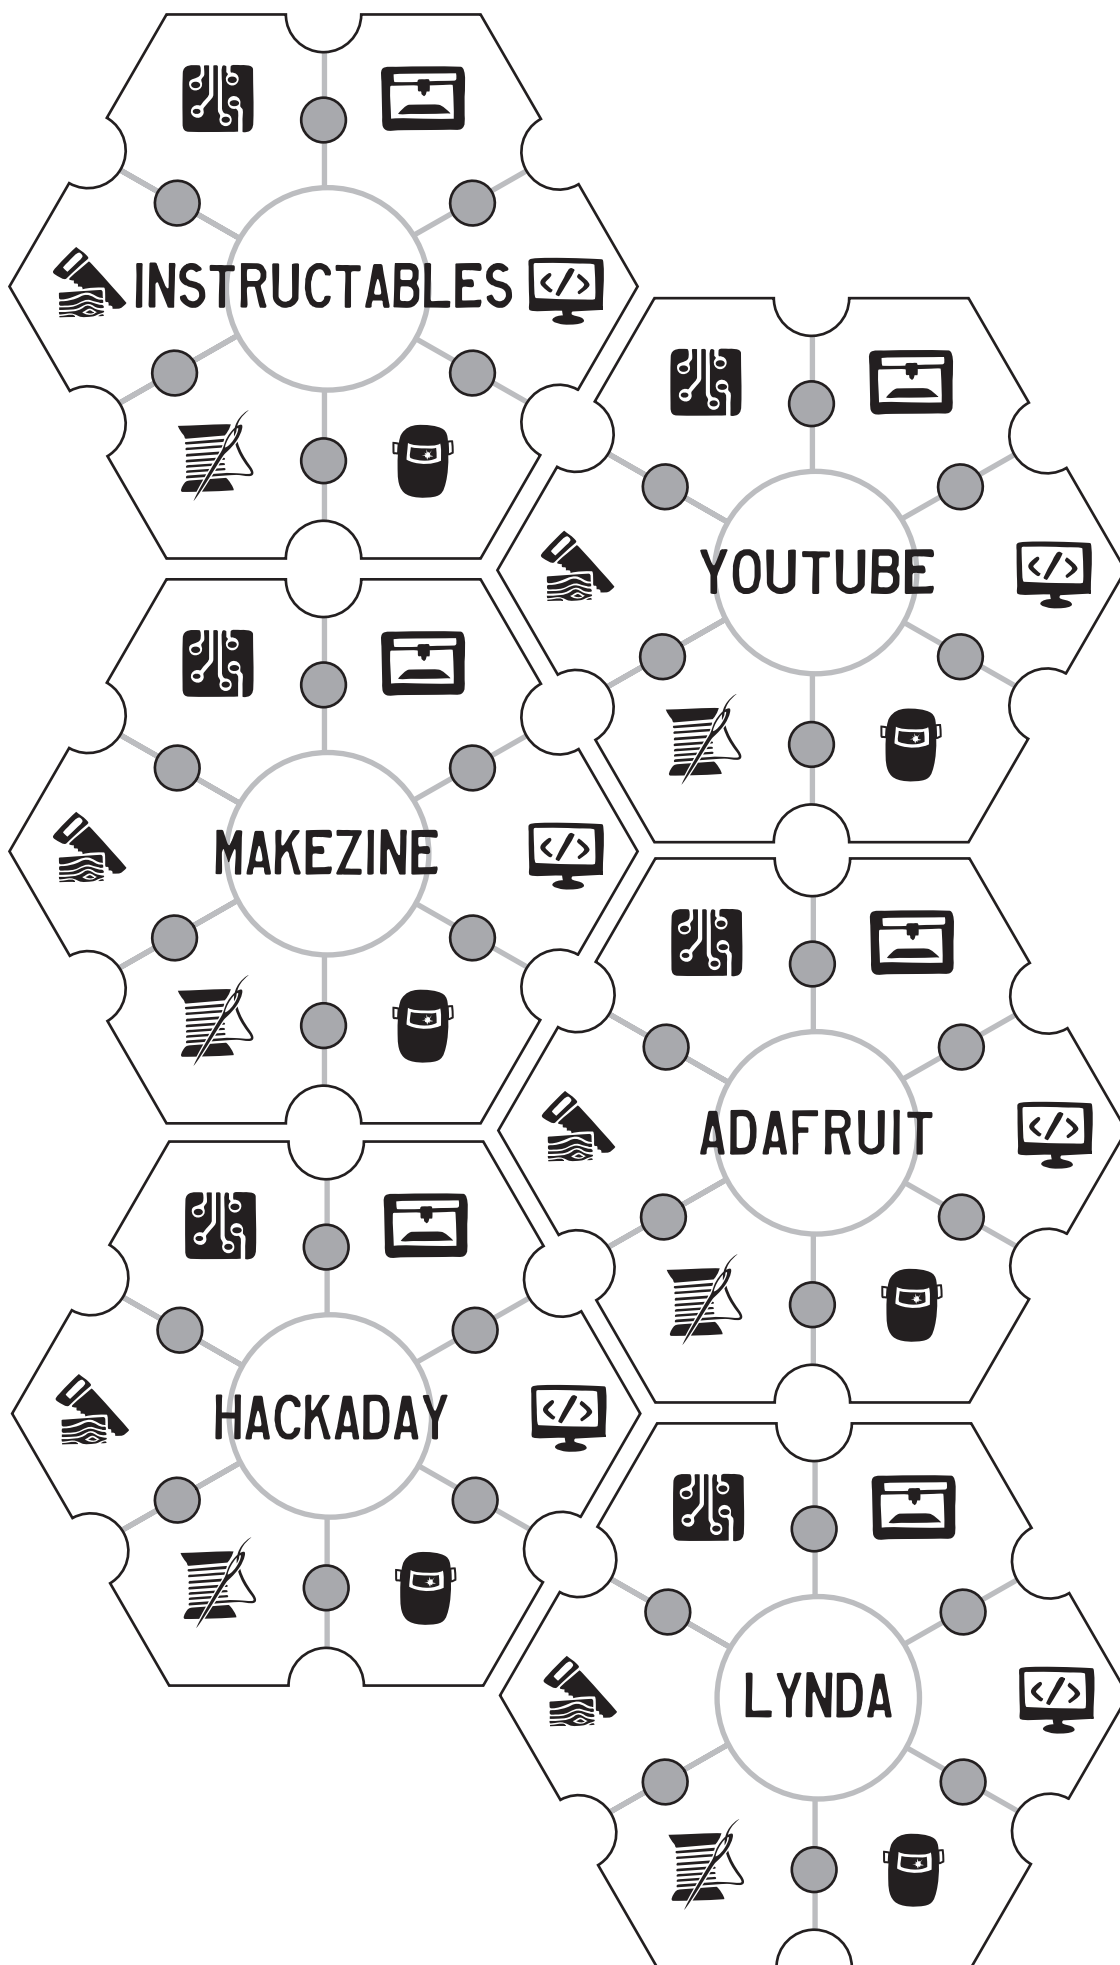 INSTRUCTABLES
</>
YOUTUBE
</>
MAKEZINE
</>
ADAFRUIT
</>
HACKADAY
</>
LYNDA
</>